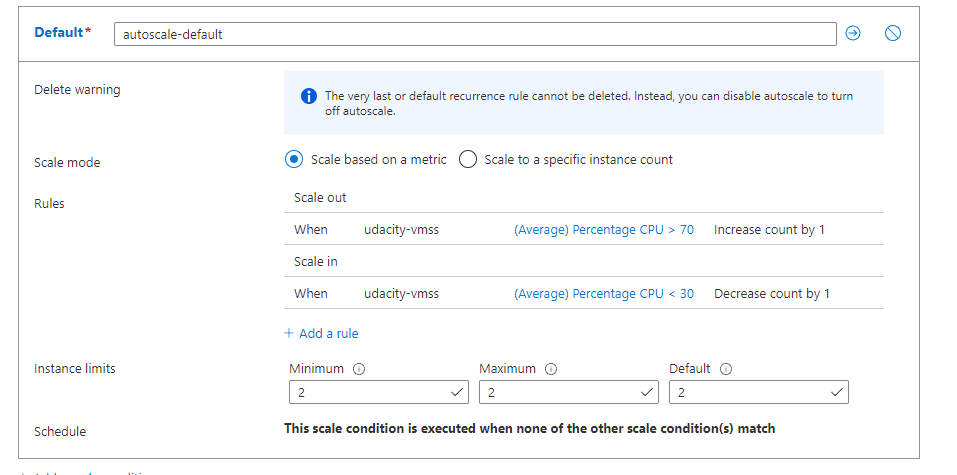 Default* autoscale-default
Delete warning
The very last or default recurrence rule cannot be deleted. Instead, you can disable autoscale to turn
off autoscale.
Scale mode Scale based on a metric Scale to a specific instance count
Rules Scale out
When udacity-vmss (Average) Percentage CPU > 70 Increase count by 1
Scale in
When udacity-vmss (Average) Percentage CPU < 30 Decrease count by 1
+ Add a rule
Instance limits Minimum Maximum Default
2 2 2
Schedule This scale condition is executed when none of the other scale condition(s) match